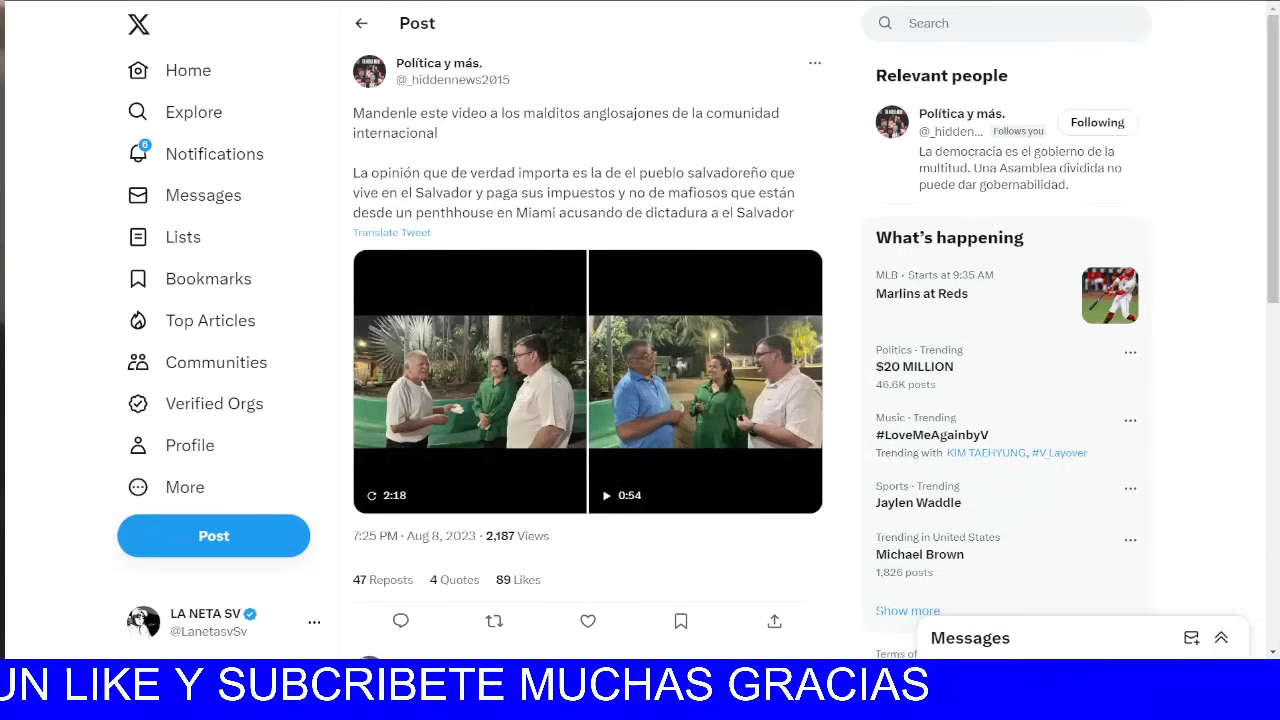 Home
Explore
6
Notifications
Messages
Lists
Bookmarks
Top Articles
Communities
Verified Orgs
Profile
More
Post
LA NETA SV
@LanetasvSv
Post
Política y más.
@_hiddennews2015
Mandenle este video a los malditos anglosajones de la comunidad
internacional
La opinión que de verdad importa es la de el pueblo salvadoreño que
vive en el Salvador y paga sus impuestos y no de mafiosos que están
desde un penthhouse en Miami acusando de dictadura a el Salvador
Translate Tweet
2:18
0:54
7:25 PM · Aug 8, 2023 · 2,187 Views
47 Reposts 4 Quotes 89 Likes
Search
Relevant people
Política y más.
@_hidden... Follows you
Following
La democracia es el gobierno de la
multitud. Una Asamblea dividida no
puede dar gobernabilidad.
What's happening
MLB · Starts at 9:35 AM
Marlins at Reds
Politics · Trending
$20 MILLION
46.6K posts
Music · Trending
#LoveMeAgainbyV
Trending with KIM TAEHYUNG, #V_Layover
Sports · Trending
Jaylen Waddle
Trending in United States
Michael Brown
1,826 posts
Show more
Terms of
Messages
UN LIKE Y SUBCRIBETE MUCHAS GRACIAS